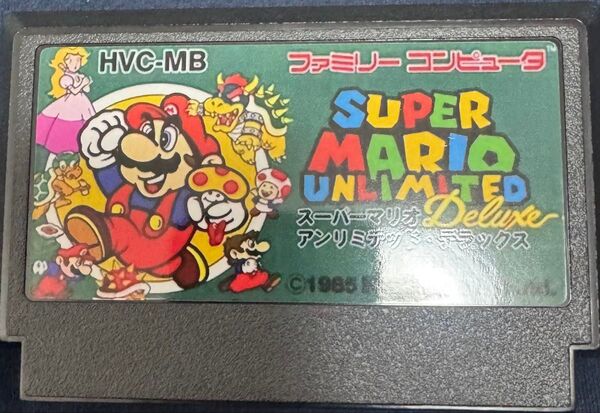 HVC-MB
ファミリー コンピュータ
TM
SUPER
MARIO
UNLIMITED
Deluxe
スーパーマリオ
アンリミテッド・デラックス
©1985